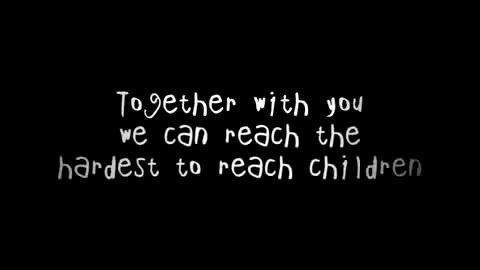 Together with you
we can reach the
hardest to reach children